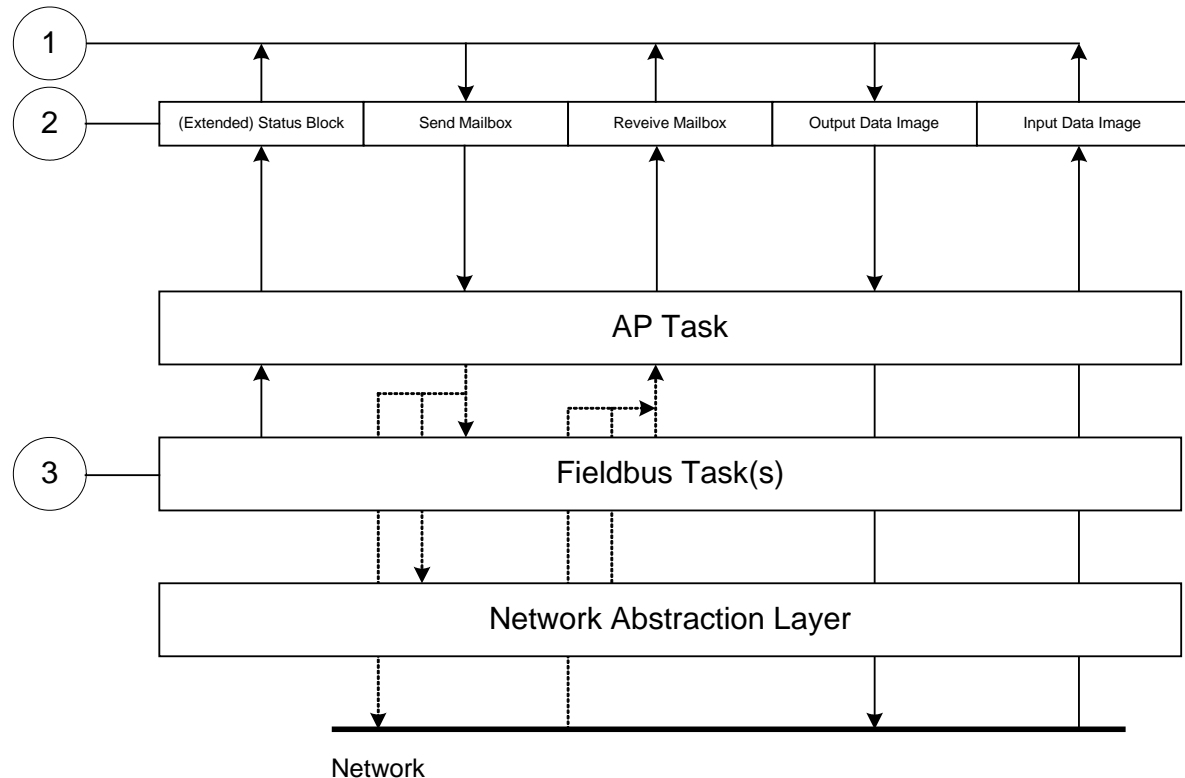 1
2
(Extended) Status Block
Send Mailbox
Reveive Mailbox
Output Data Image
Input Data Image
AP Task
3
Fieldbus Task(s)
Network Abstraction Layer
Network